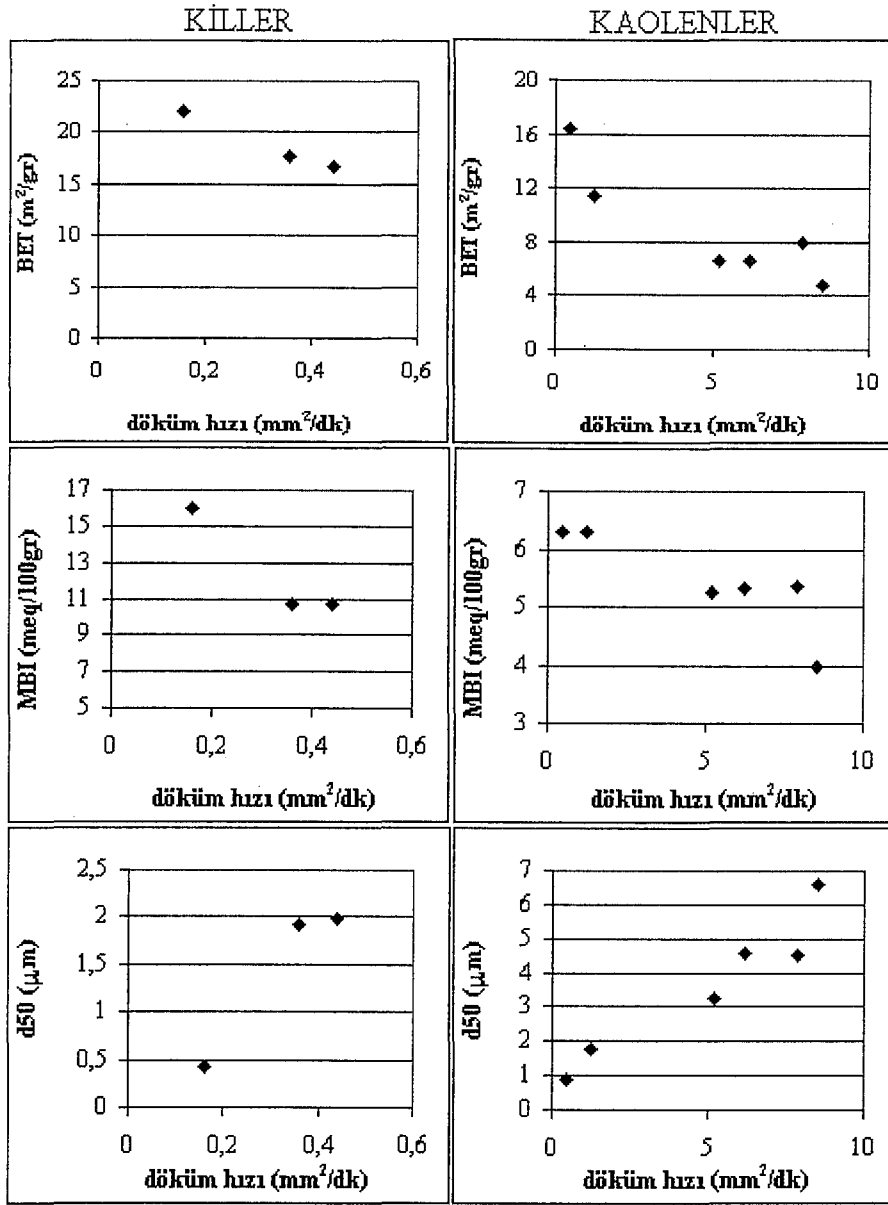 KİLLER
KAOLENLER
25
20
15
10
5
0
0 0,2 0,4 0,6
BET (m²/gr)
döküm hızı (mm²/dk)
20
16
12
8
4
0
0 5 10
BET (m²/gr)
döküm hızı (mm²/dk)
17
15
13
11
9
7
5
0 0,2 0,4 0,6
MBI (meq/100gr)
döküm hızı (mm²/dk)
7
6
5
4
3
0 5 10
MBI (meq/100gr)
döküm hızı (mm²/dk)
2,5
2
1,5
1
0,5
0
0 0,2 0,4 0,6
d50 (µm)
döküm hızı (mm²/dk)
7
6
5
4
3
2
1
0
0 5 10
d50 (µm)
döküm hızı (mm²/dk)